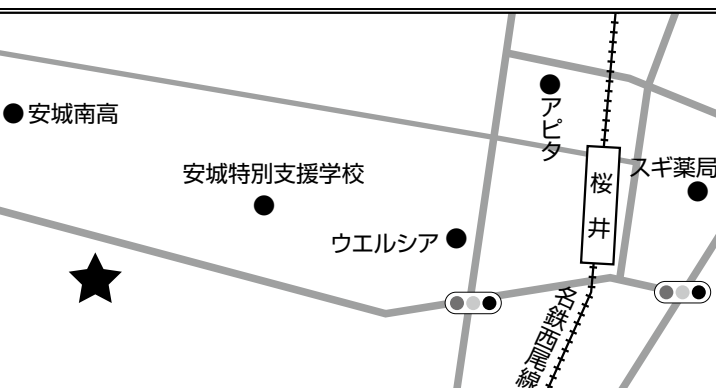 安城南高
アピタ
安城特別支援学校
スギ薬局
桜井
ウエルシア
名鉄西尾線